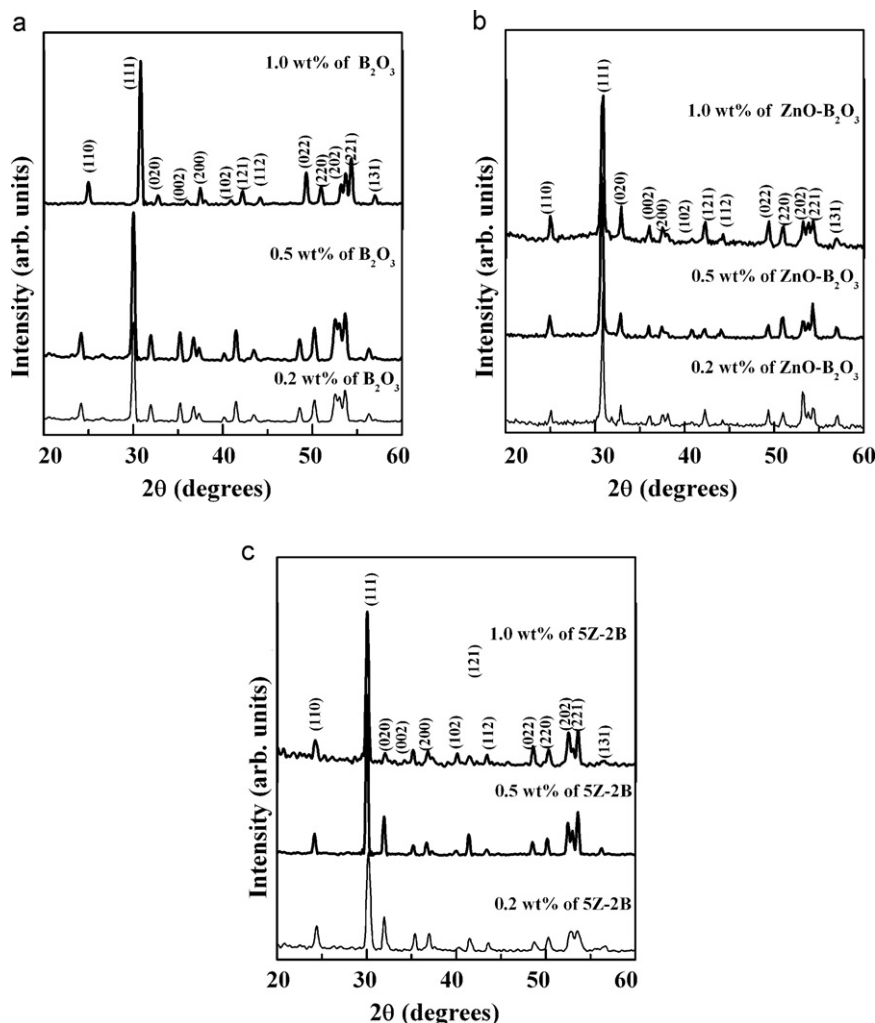 a
1.0 wt% of B₂O₃
(111)
(110)
(020)
(002)
(200)
(102)
(121)
(112)
(022)
(220)
(202)
221)
(131)
0.5 wt% of B₂O₃
0.2 wt% of B₂O₃
Intensity (arb. units)
20 30 40 50 60
2θ (degrees)
b
(111)
1.0 wt% of ZnO-B₂O₃
(110)
(020)
(002)
(200)
(102)
(121)
(112)
(022)
(220)
(202)
(221)
(131)
0.5 wt% of ZnO-B₂O₃
0.2 wt% of ZnO-B₂O₃
Intensity (arb. units)
20 30 40 50 60
2θ (degrees)
c
(111)
1.0 wt% of 5Z-2B
(121)
(110)
(020)
(002)
(200)
(102)
(112)
(022)
(220)
(202)
(221)
(131)
0.5 wt% of 5Z-2B
0.2 wt% of 5Z-2B
Intensity (arb. units)
20 30 40 50 60
2θ (degrees)